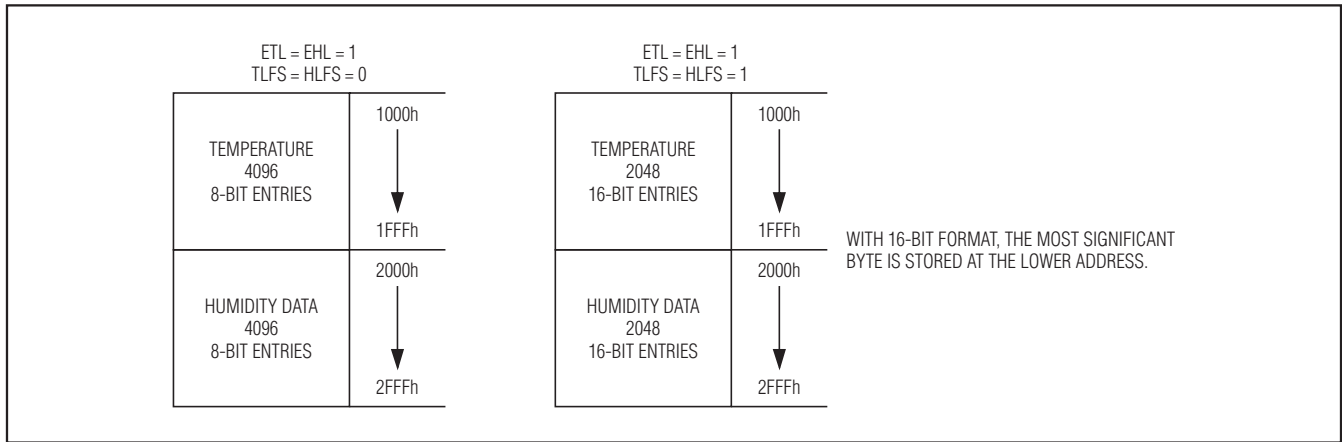 ETL = EHL = 1
TLFS = HLFS = 0
TEMPERATURE
4096
8-BIT ENTRIES
1000h
1FFFh
HUMIDITY DATA
4096
8-BIT ENTRIES
2000h
2FFFh
ETL = EHL = 1
TLFS = HLFS = 1
TEMPERATURE
2048
16-BIT ENTRIES
1000h
1FFFh
HUMIDITY DATA
2048
16-BIT ENTRIES
2000h
2FFFh
WITH 16-BIT FORMAT, THE MOST SIGNIFICANT
BYTE IS STORED AT THE LOWER ADDRESS.